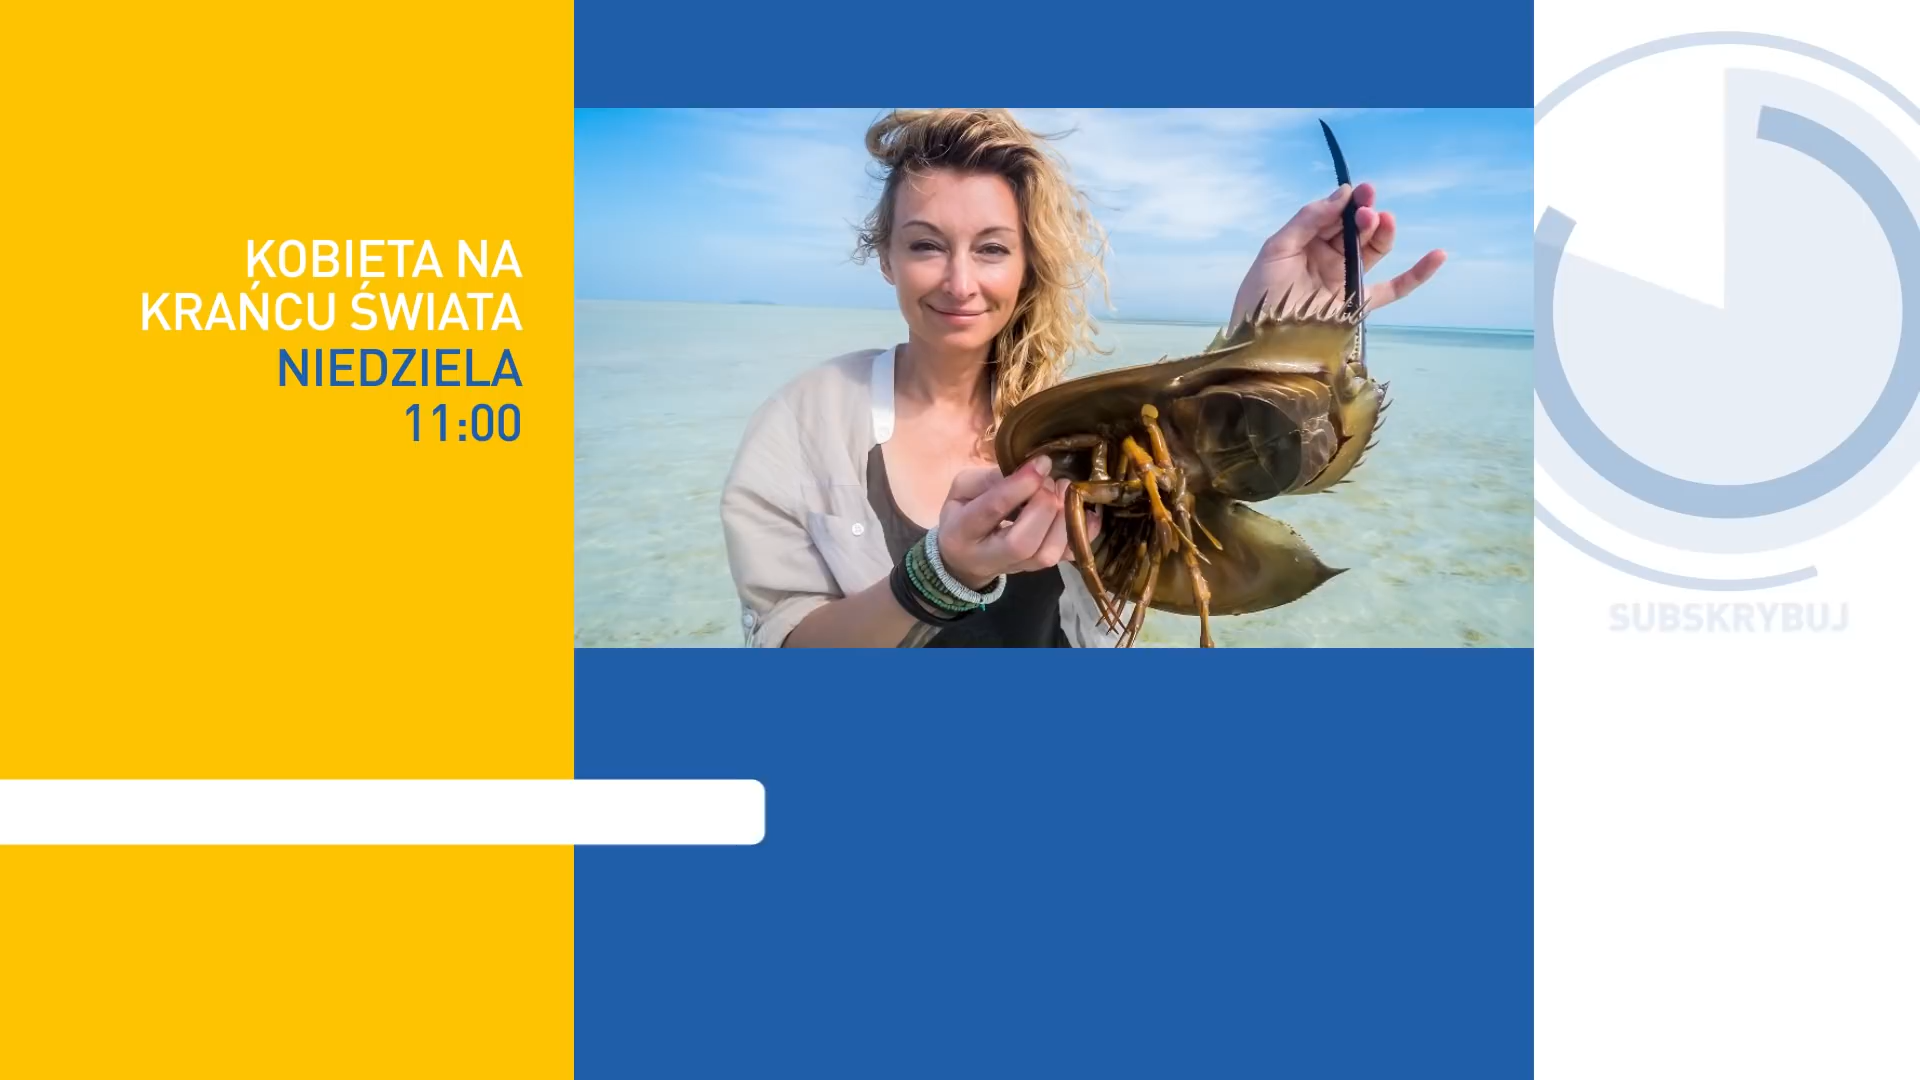 KOBIETA NA
KRAŃCU ŚWIATA
NIEDZIELA
11:00
SUBSKRYBUJ